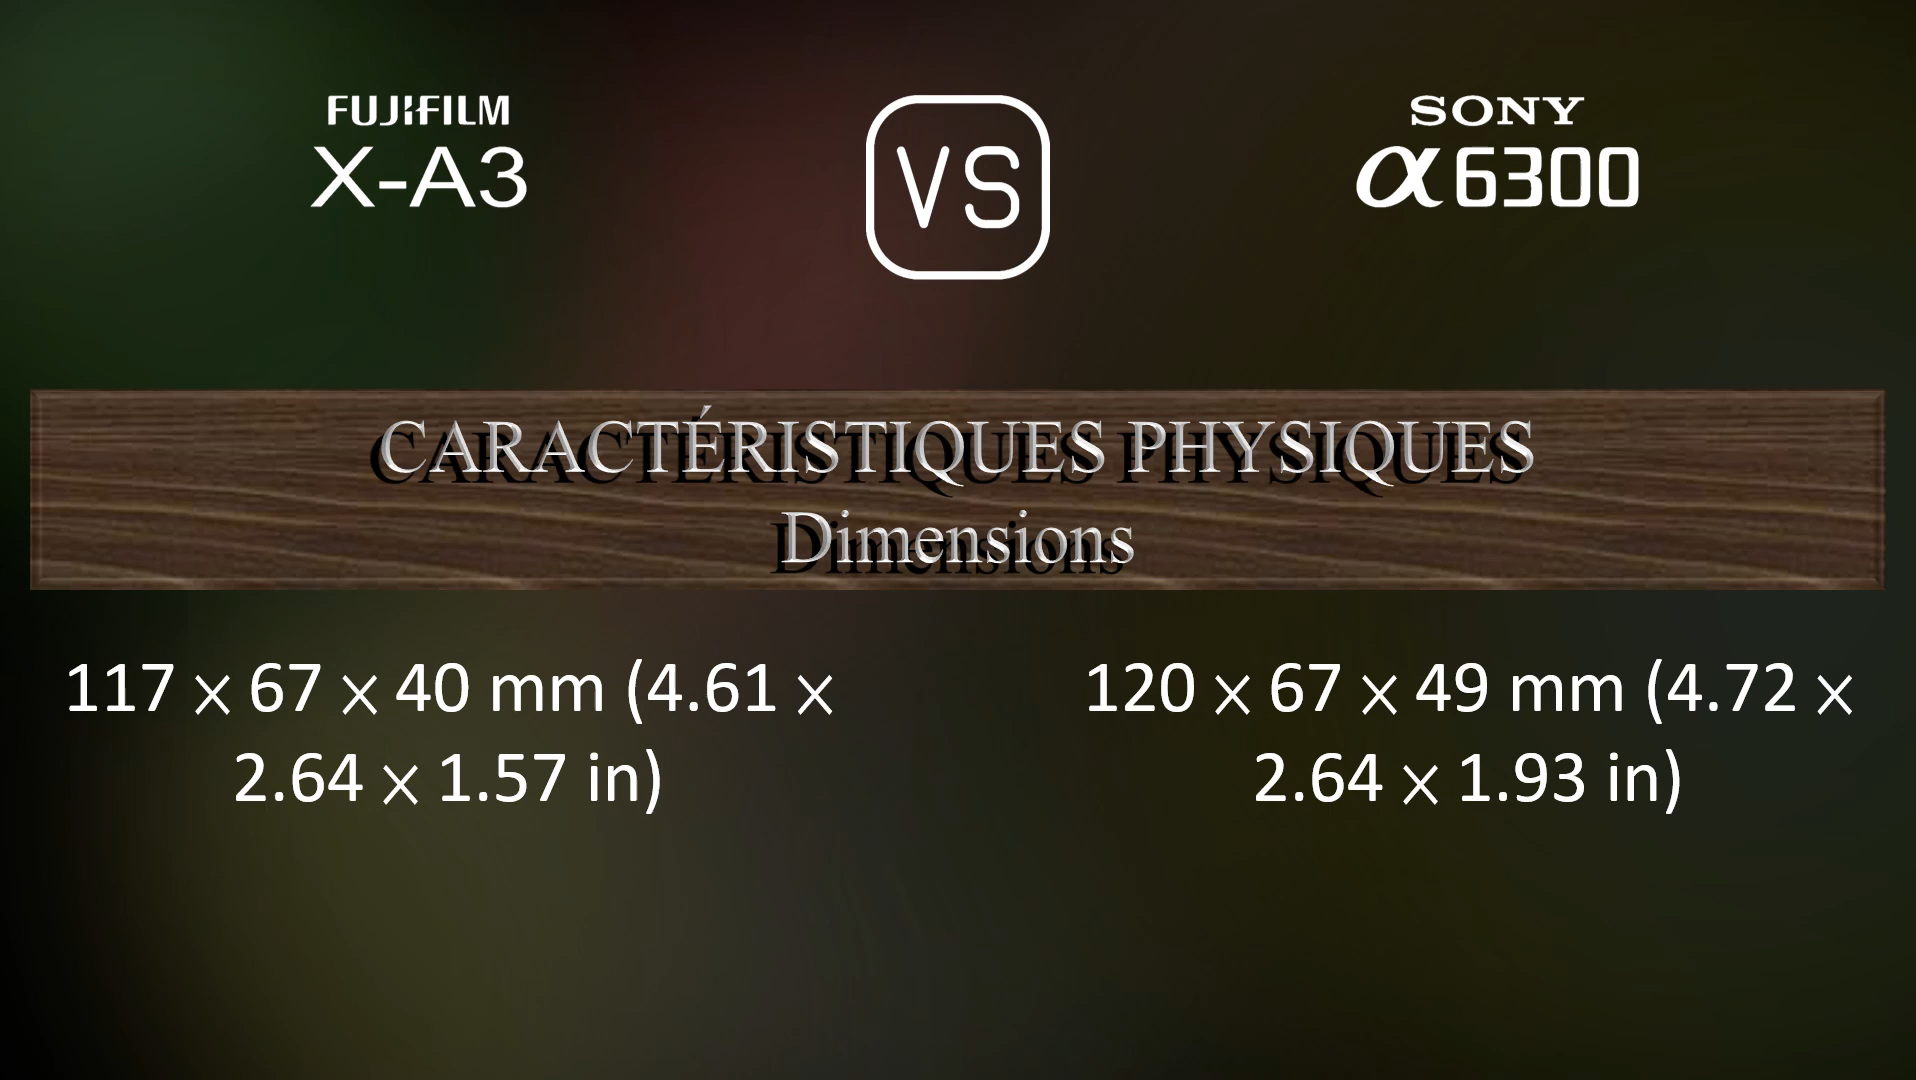 FUJIFILM
X-A3
VS
SONY
α6300
CARACTÉRISTIQUES PHYSIQUES
Dimensions
117 x 67 x 40 mm (4.61 x
2.64 x 1.57 in)
120 x 67 x 49 mm (4.72 x
2.64 x 1.93 in)